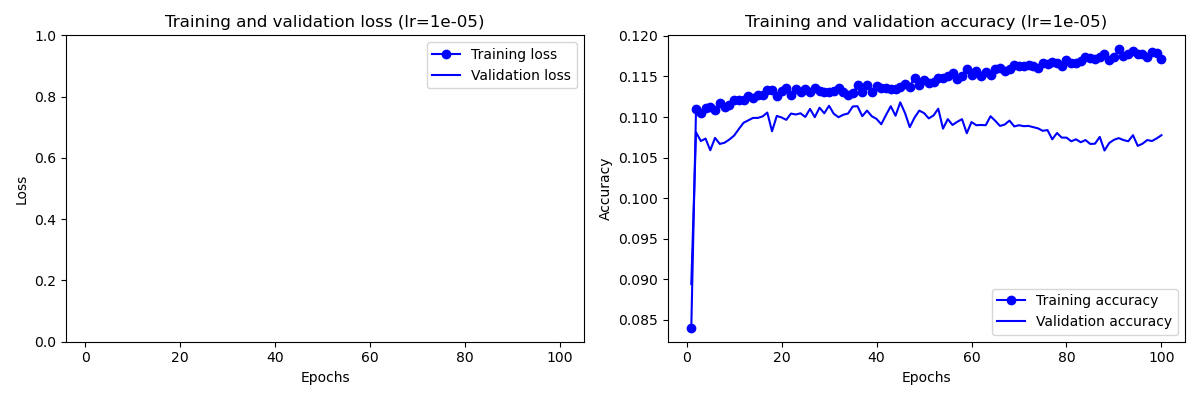 Training and validation loss (lr=1e-05)
1.0
0.8
0.6
0.4
0.2
0.0
Loss
Training loss
Validation loss
0 20 40 60 80 100
Epochs
Training and validation accuracy (lr=1e-05)
0.120
0.115
0.110
0.105
0.100
0.095
0.090
0.085
Accuracy
Training accuracy
Validation accuracy
0 20 40 60 80 100
Epochs